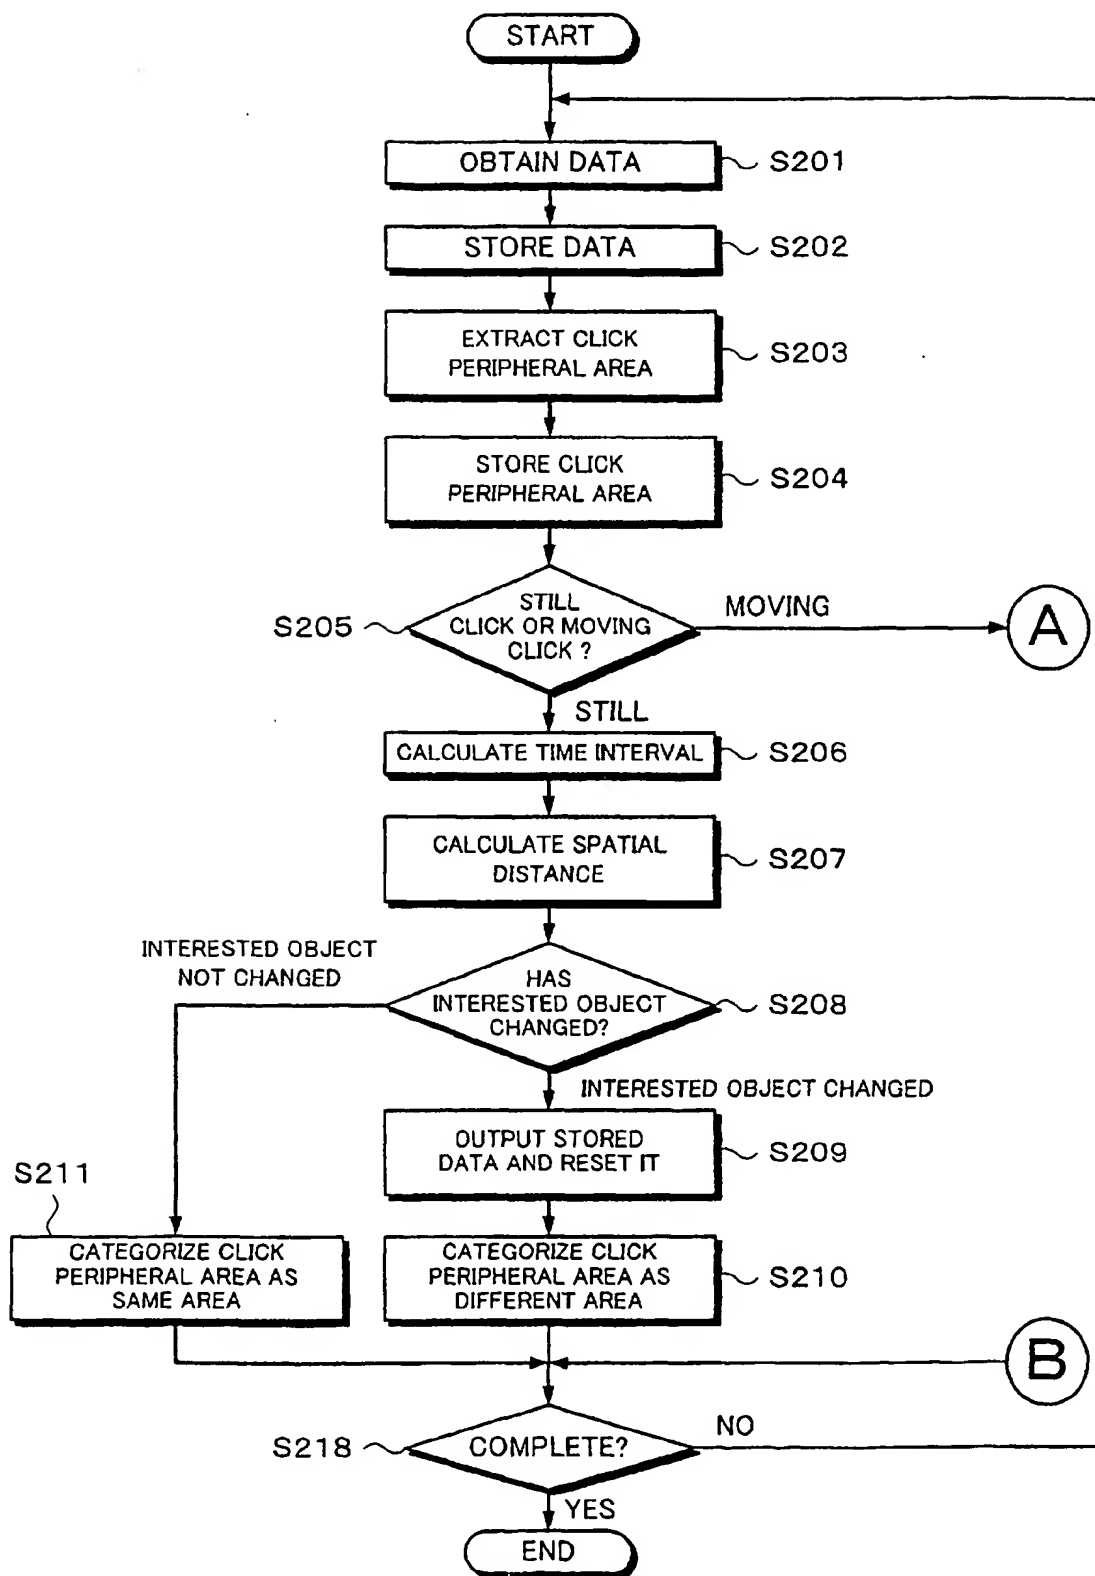 START
OBTAIN DATA
S201
STORE DATA
S202
EXTRACT CLICK
PERIPHERAL AREA
S203
STORE CLICK
PERIPHERAL AREA
S204
STILL
CLICK OR MOVING
CLICK ?
S205
MOVING
A
STILL
CALCULATE TIME INTERVAL
S206
CALCULATE SPATIAL
DISTANCE
S207
INTERESTED OBJECT
NOT CHANGED
HAS
INTERESTED OBJECT
CHANGED?
S208
INTERESTED OBJECT CHANGED
OUTPUT STORED
DATA AND RESET IT
S209
S211
CATEGORIZE CLICK
PERIPHERAL AREA AS
SAME AREA
CATEGORIZE CLICK
PERIPHERAL AREA AS
DIFFERENT AREA
S210
B
S218
COMPLETE?
NO
YES
END